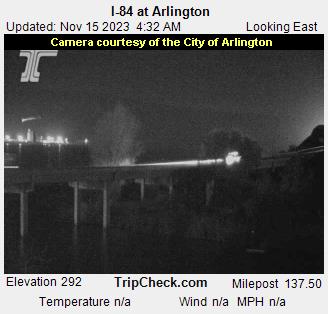 I-84 at Arlington
Updated: Nov 15 2023 4:32 AM Looking East
Camera courtesy of the City of Arlington
Elevation 292 TripCheck.com Milepost 137.50
Temperature n/a Wind n/a MPH n/a